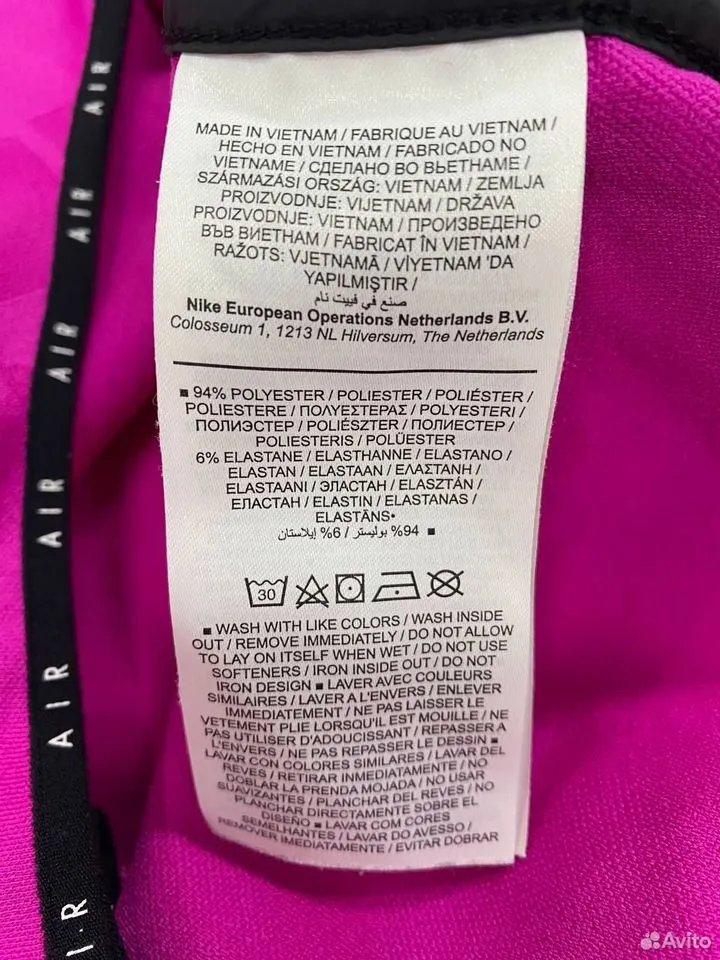 AIR
AIR
AIR
AIR
AIR
AIR
MADE IN VIETNAM / FABRIQUE AU VIETNAM /
HECHO EN VIETNAM / FABRICADO NO
VIETNAME / СДЕЛАНО ВО ВЬЕТНАМЕ /
SZÁRMAZÁSI ORSZÁG: VIETNAM / ZEMLJA
PROIZVODNJE: VIJETNAM / DRŽAVA
PROIZVODNJE: VIETNAM / ПРОИЗВЕДЕНО
ВЪВ ВИЕТНАМ / FABRICAT ÎN VIETNAM /
RAŽOTS: VJETNAMĀ / VİYETNAM 'DA
YAPILMIŞTIR /
صنع في فييت نام
Nike European Operations Netherlands B.V.
Colosseum 1, 1213 NL Hilversum, The Netherlands
■ 94% POLYESTER / POLIESTER / POLIÉSTER /
POLIESTERE / ΠΟΛΥΕΣΤΕΡΑΣ / POLYESTERI /
ПОЛИЭСТЕР / POLIÉSZTER / ПОЛИЕСТЕР /
POLIESTERIS / POLÜESTER
6% ELASTANE / ELASTHANNE / ELASTANO /
ELASTAN / ELASTAAN / ΕΛΑΣΤΑΝΗ /
ELASTAANI / ЭЛАСТАН / ELASZTÁN /
ЕЛАСТАН / ELASTIN / ELASTANAS /
ELASTĀNS•
■ 94% بوليستر / 6% إيلاستان
30
■ WASH WITH LIKE COLORS / WASH INSIDE
OUT / REMOVE IMMEDIATELY / DO NOT ALLOW
TO LAY ON ITSELF WHEN WET / DO NOT USE
SOFTENERS / IRON INSIDE OUT / DO NOT
IRON DESIGN ■ LAVER AVEC COULEURS
SIMILAIRES / LAVER A L'ENVERS / ENLEVER
IMMEDIATEMENT / NE PAS LAISSER LE
VETEMENT PLIE LORSQU'IL EST MOUILLE / NE
PAS UTILISER D'ADOUCISSANT / REPASSER A
L'ENVERS / NE PAS REPASSER LE DESSIN ■
LAVAR CON COLORES SIMILARES / LAVAR DEL
REVES / RETIRAR INMEDIATAMENTE / NO
DOBLAR LA PRENDA MOJADA / NO USAR
SUAVIZANTES / PLANCHAR DEL REVES / NO
PLANCHAR DIRECTAMENTE SOBRE EL
DISEÑO ■ LAVAR COM CORES
SEMELHANTES / LAVAR DO AVESSO /
REMOVER IMEDIATAMENTE / EVITAR DOBRAR
Avito